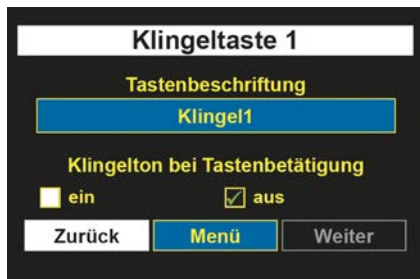 Klingeltaste 1
Tastenbeschriftung
Klingel1
Klingelton bei Tastenbetätigung
ein aus
Zurück Menü Weiter